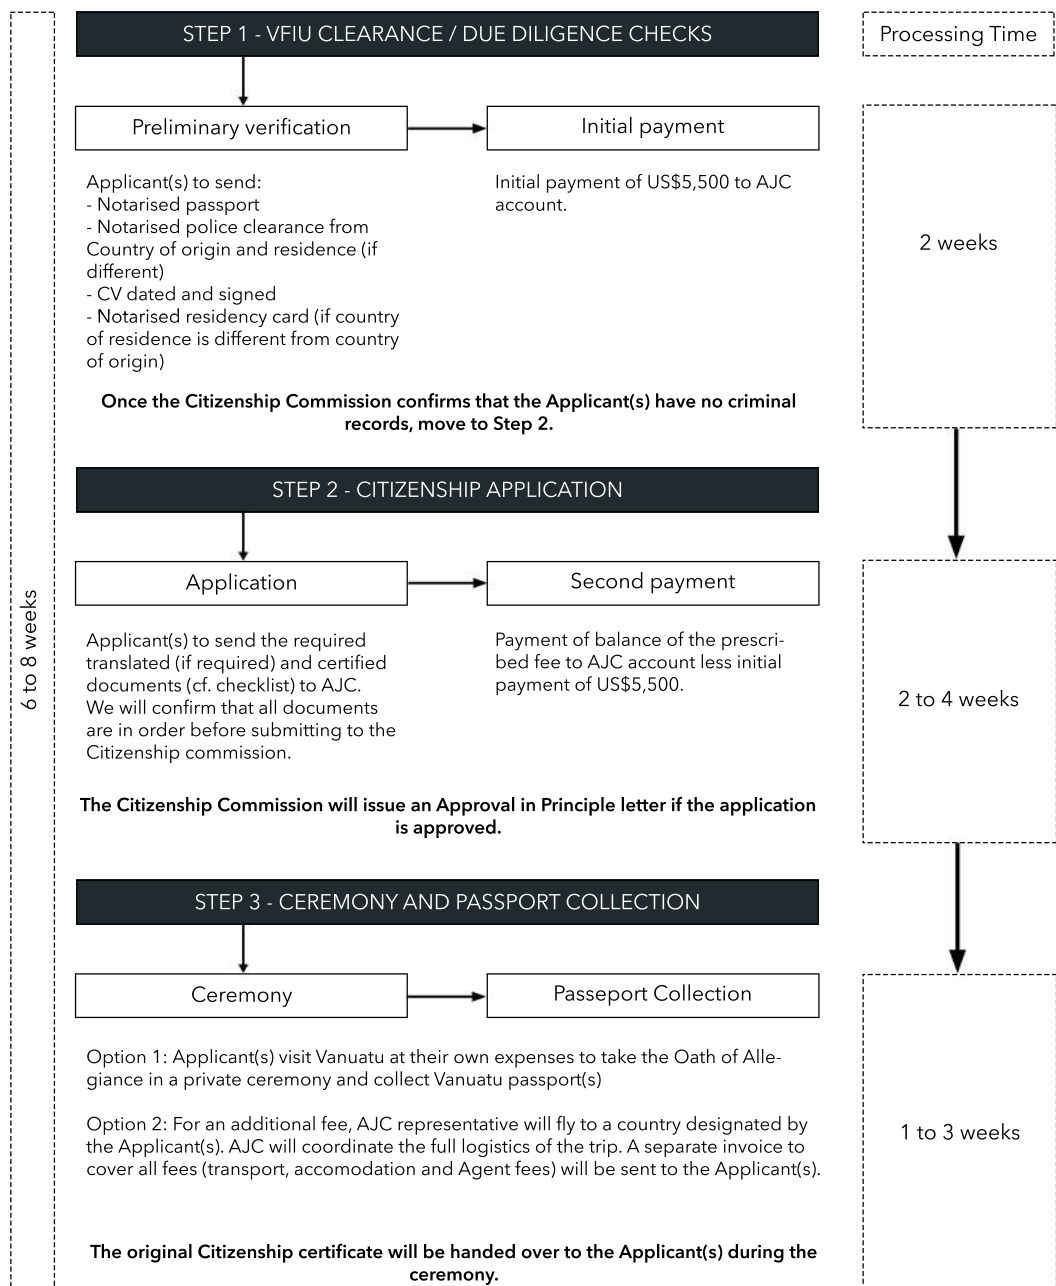 STEP 1 - VFIU CLEARANCE / DUE DILIGENCE CHECKS
Processing Time
Preliminary verification
Initial payment
Applicant(s) to send:
- Notarised passport
- Notarised police clearance from
Country of origin and residence (if
different)
- CV dated and signed
- Notarised residency card (if country
of residence is different from country
of origin)
Initial payment of US$5,500 to AJC
account.
2 weeks
Once the Citizenship Commission confirms that the Applicant(s) have no criminal
records, move to Step 2.
STEP 2 - CITIZENSHIP APPLICATION
Application
Second payment
Applicant(s) to send the required
translated (if required) and certified
documents (cf. checklist) to AJC.
We will confirm that all documents
are in order before submitting to the
Citizenship commission.
Payment of balance of the prescri-
bed fee to AJC account less initial
payment of US$5,500.
2 to 4 weeks
6 to 8 weeks
The Citizenship Commission will issue an Approval in Principle letter if the application
is approved.
STEP 3 - CEREMONY AND PASSPORT COLLECTION
Ceremony
Passeport Collection
Option 1: Applicant(s) visit Vanuatu at their own expenses to take the Oath of Alle-
giance in a private ceremony and collect Vanuatu passport(s)
Option 2: For an additional fee, AJC representative will fly to a country designated by
the Applicant(s). AJC will coordinate the full logistics of the trip. A separate invoice to
cover all fees (transport, accomodation and Agent fees) will be sent to the Applicant(s).
1 to 3 weeks
The original Citizenship certificate will be handed over to the Applicant(s) during the
ceremony.